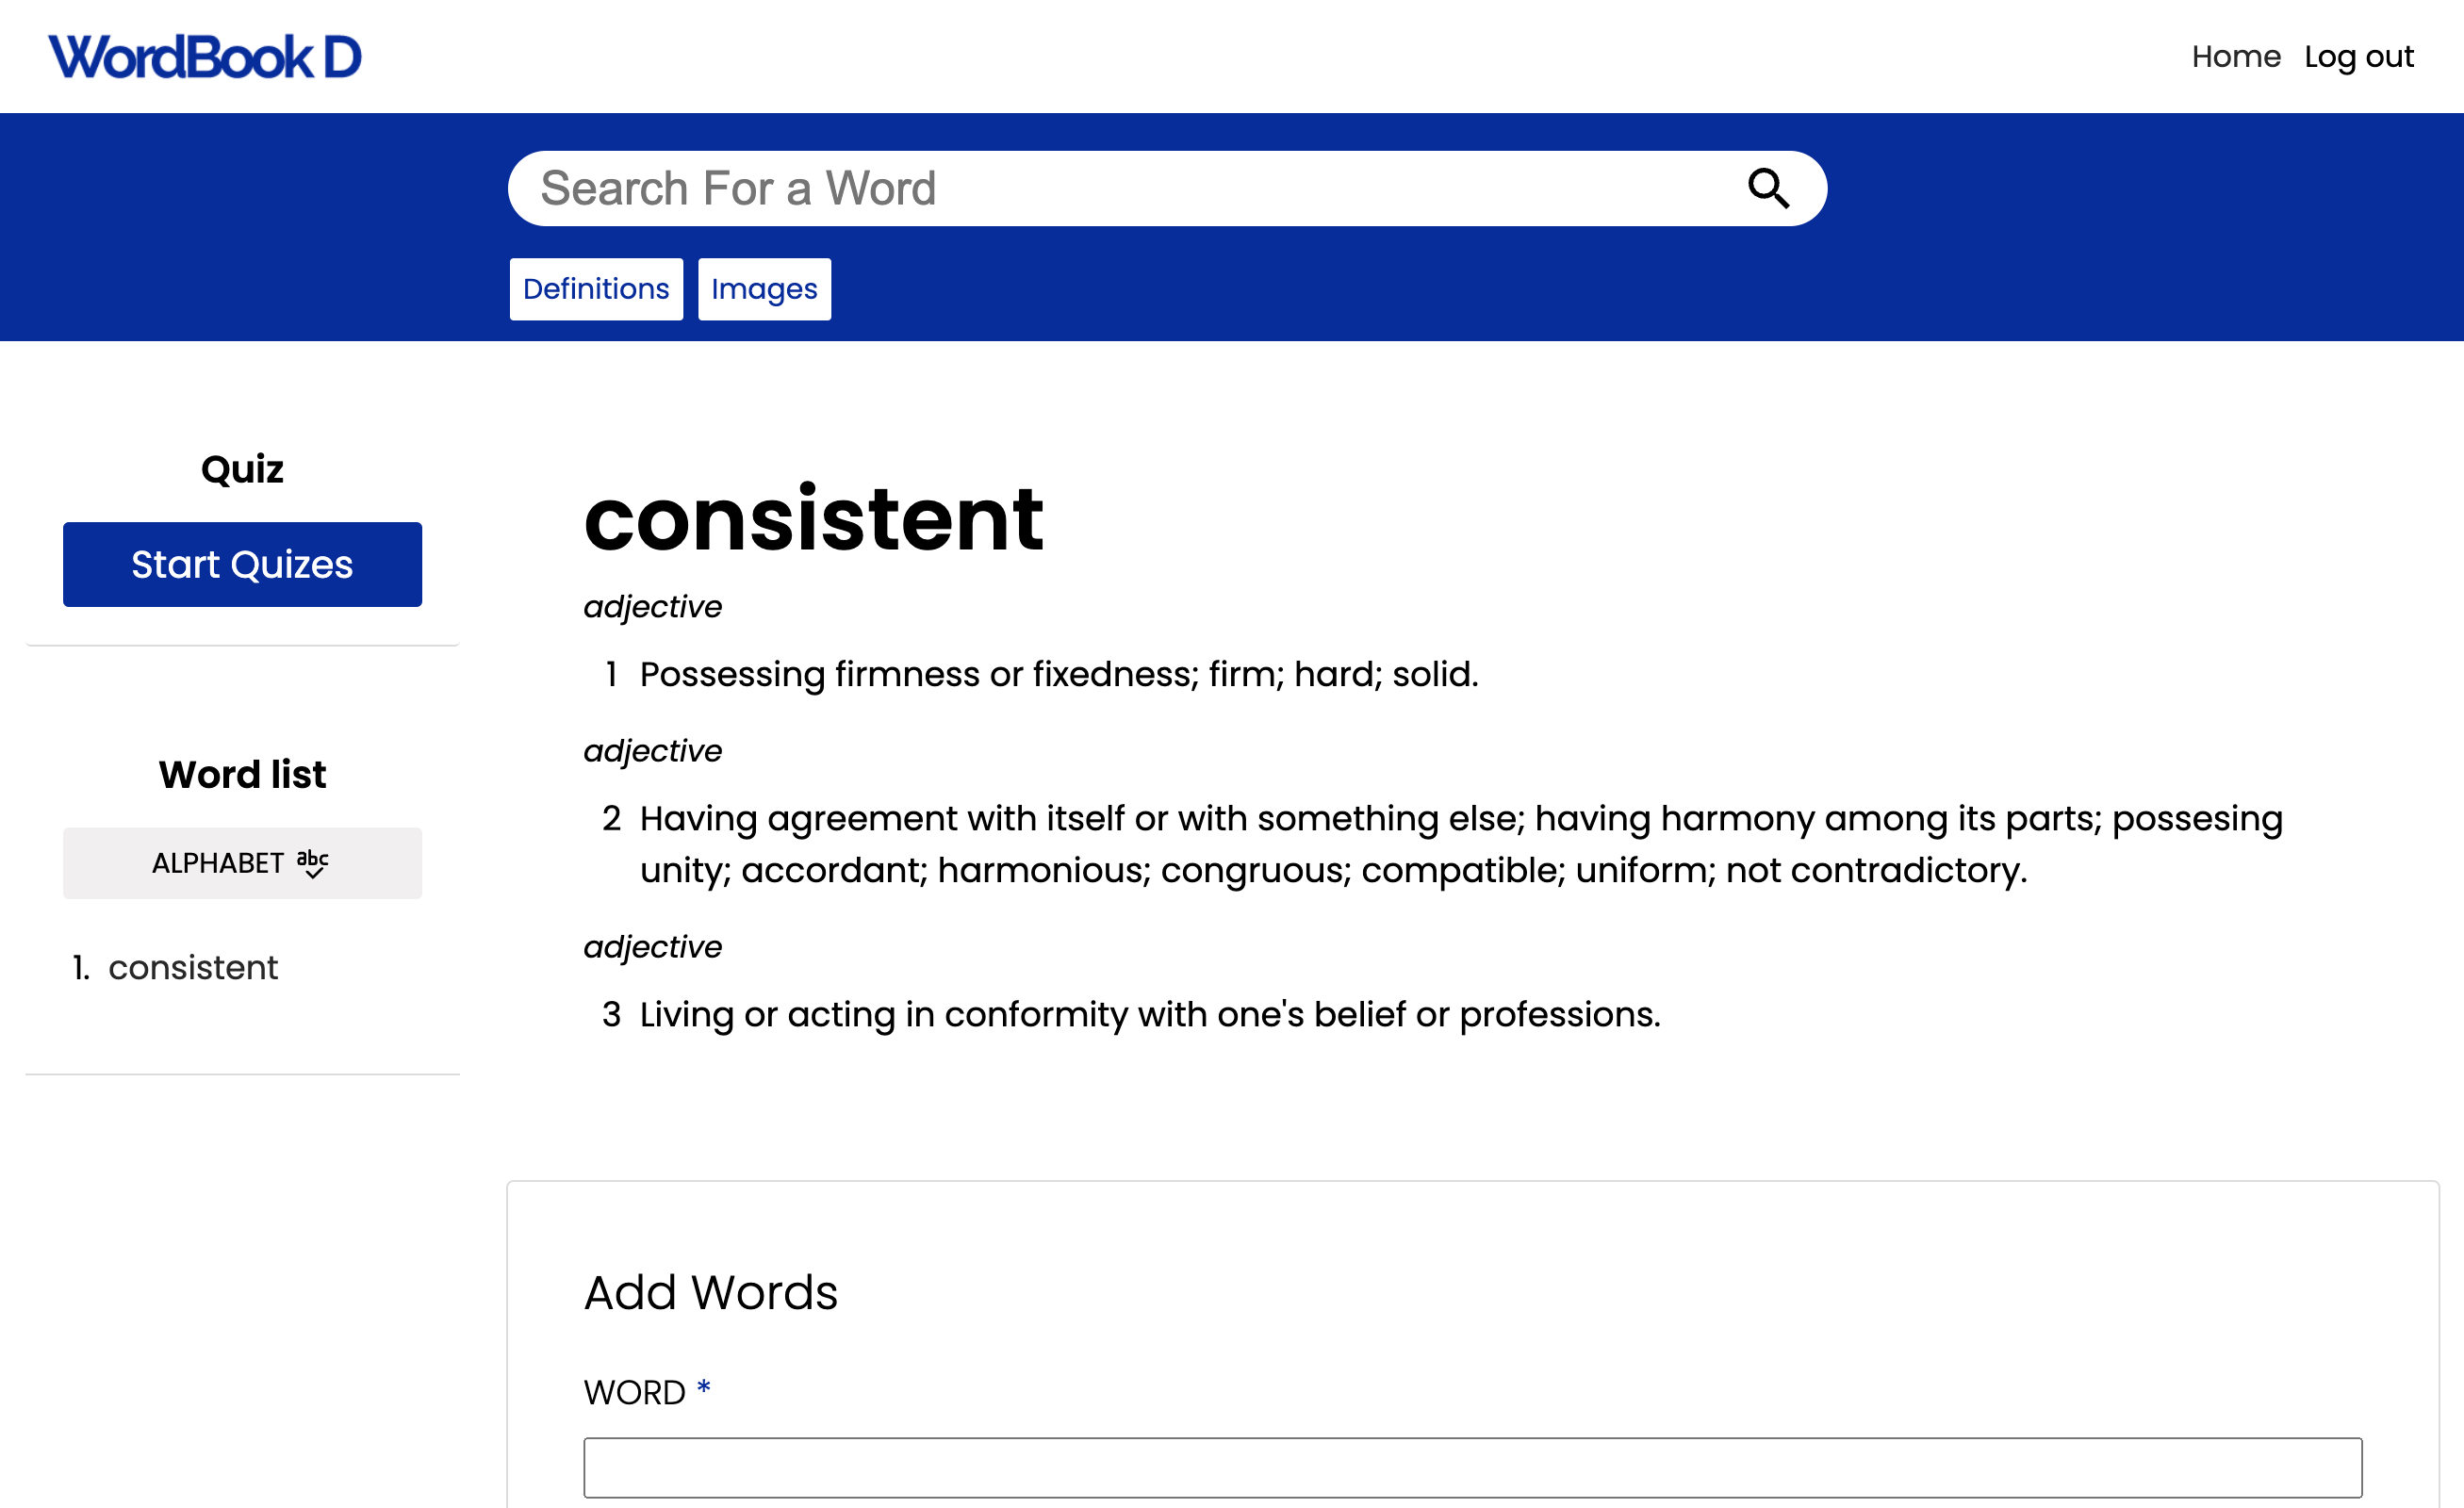 WordBook D
Home Log out
Search For a Word
Definitions Images
Quiz
Start Quizes
Word list
ALPHABET abc
1. consistent
consistent
adjective
1 Possessing firmness or fixedness; firm; hard; solid.
adjective
2 Having agreement with itself or with something else; having harmony among its parts; possesing
unity; accordant; harmonious; congruous; compatible; uniform; not contradictory.
adjective
3 Living or acting in conformity with one's belief or professions.
Add Words
WORD *